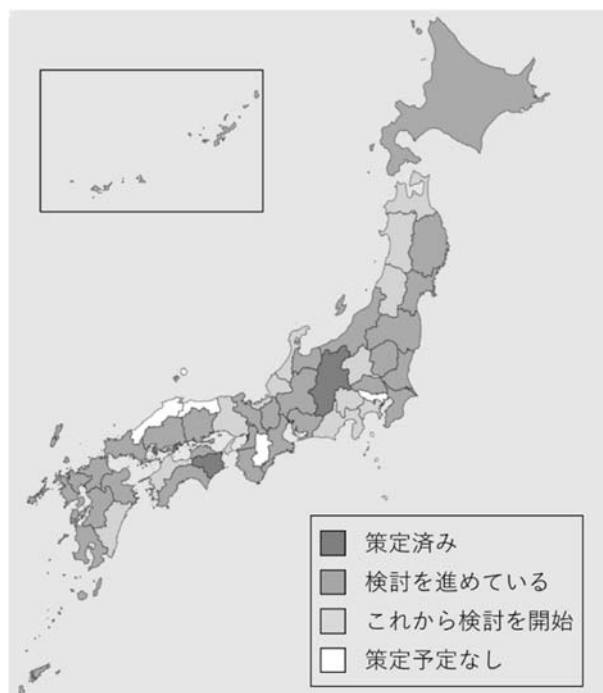 策定済み
検討を進めている
これから検討を開始
策定予定なし